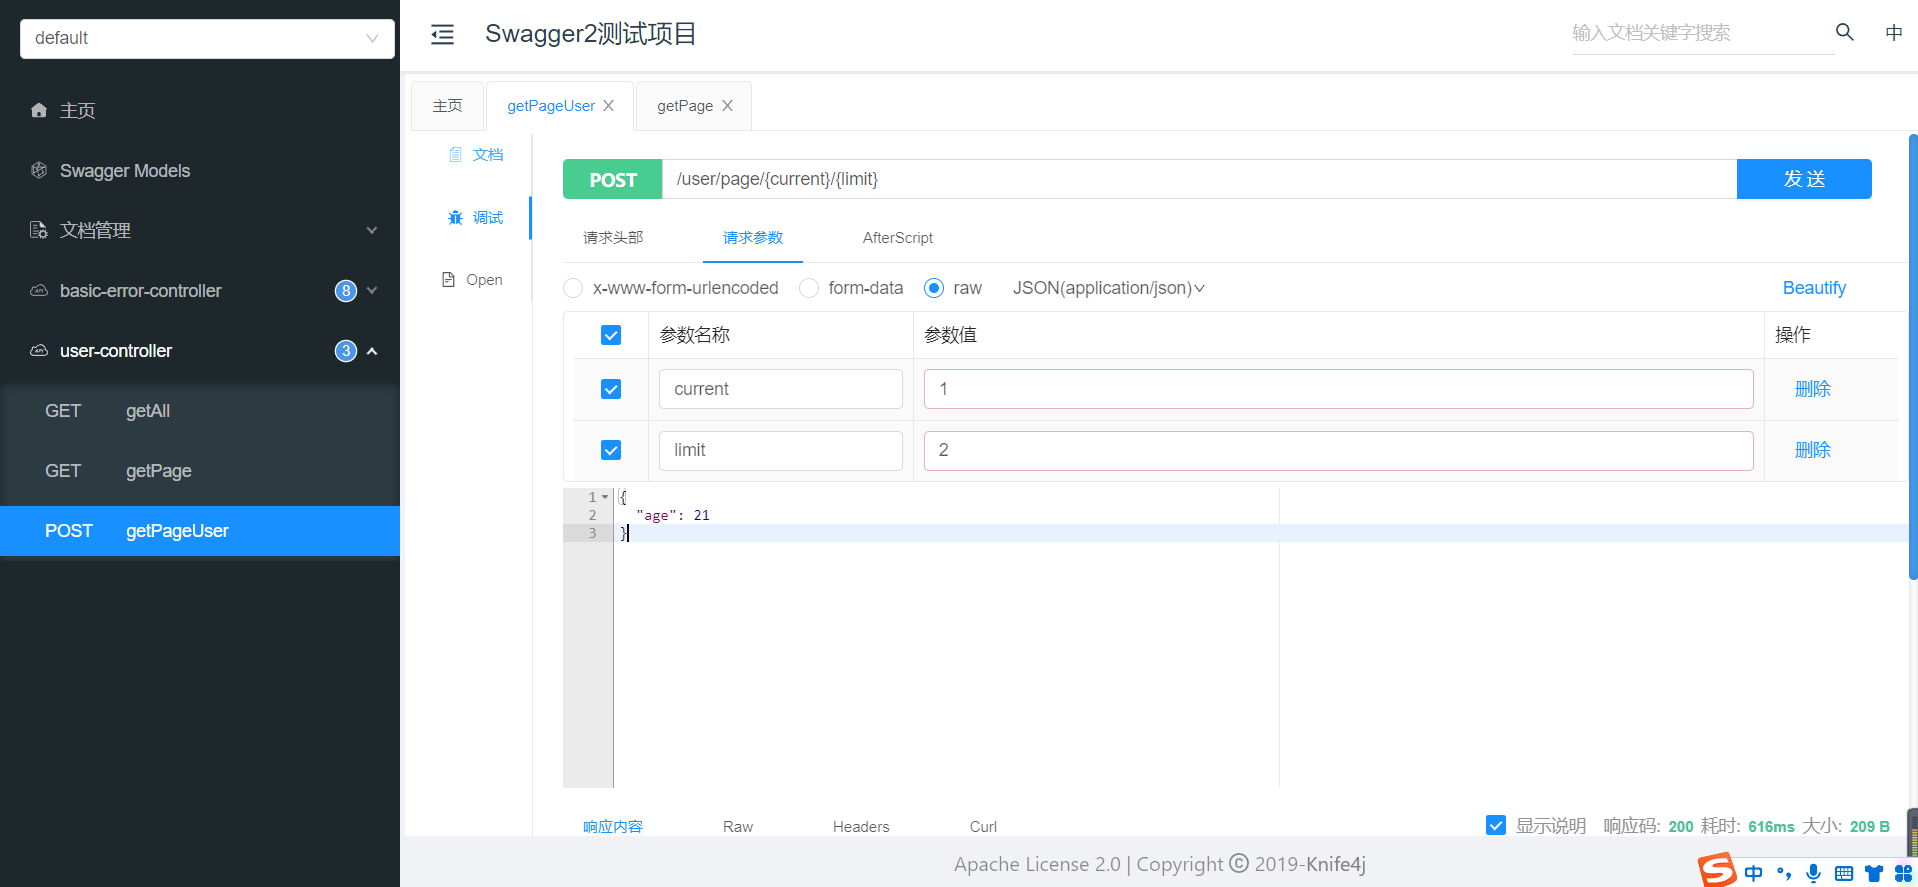 default
主页
Swagger Models
文档管理
basic-error-controller 8
user-controller 3
GET getAll
GET getPage
POST getPageUser
Swagger2测试项目
输入文档关键字搜索
中
主页 getPageUser getPage
文档
调试
Open
POST /user/page/{current}/{limit} 发 送
请求头部 请求参数 AfterScript
x-www-form-urlencoded form-data raw JSON(application/json) Beautify
参数名称 参数值 操作
current 1 删除
limit 2 删除
1 {
2 "age": 21
3 }
响应内容 Raw Headers Curl 显示说明 响应码: 200 耗时: 616ms 大小: 209 B
Apache License 2.0 | Copyright © 2019-Knife4j
中